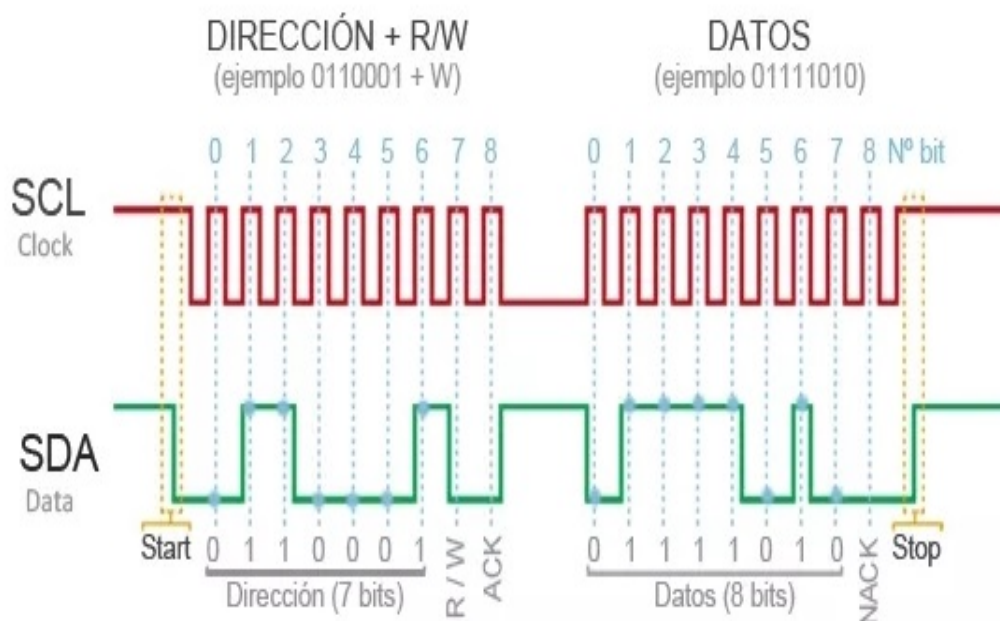 DIRECCIÓN + R/W
(ejemplo 0110001 + W)
DATOS
(ejemplo 01111010)
0 1 2 3 4 5 6 7 8
0 1 2 3 4 5 6 7 8 Nº bit
SCL
Clock
SDA
Data
Start
0 1 1 0 0 0 1
R / W
ACK
Dirección (7 bits)
0 1 1 1 1 0 1 0
NACK
Datos (8 bits)
Stop